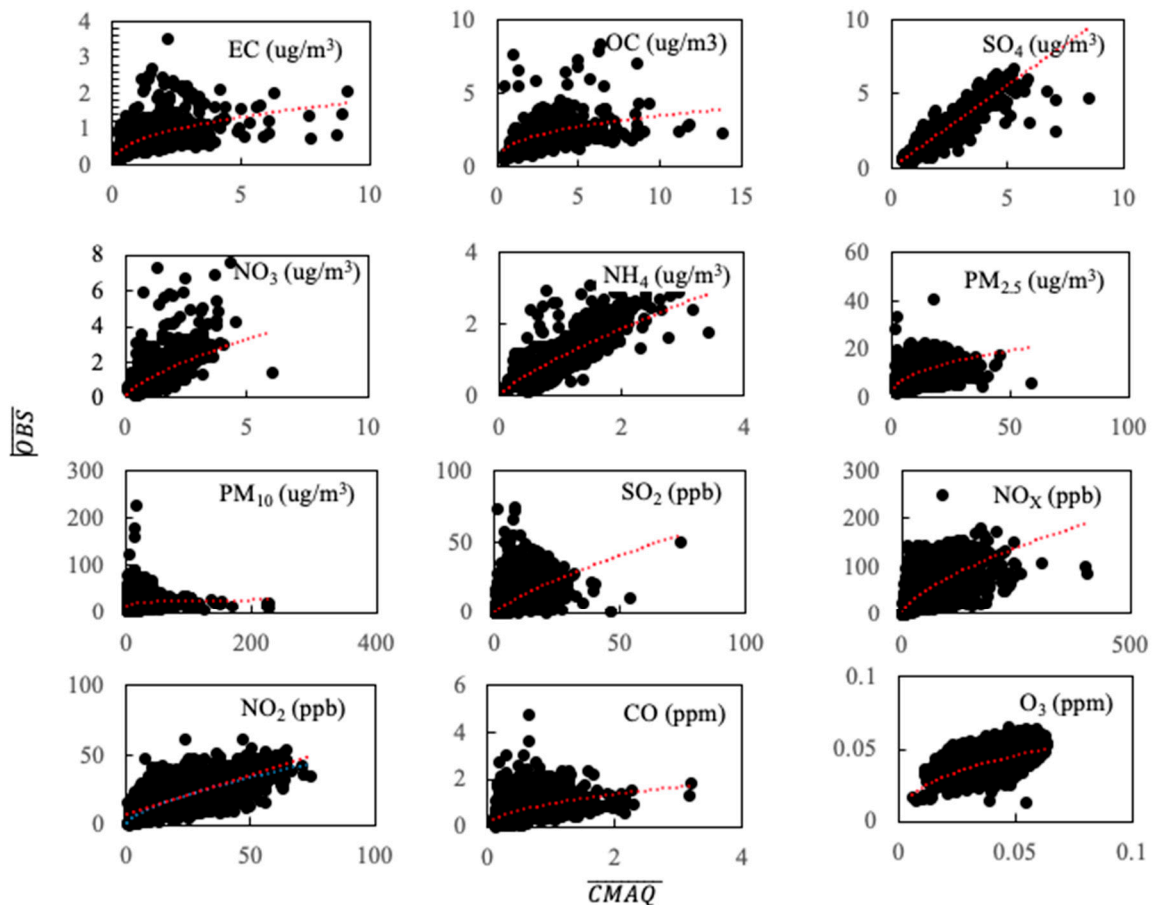 4
3
2
1
0
EC (ug/m³)
0 5 10
10
5
0
OC (ug/m3)
0 5 10 15
10
5
0
SO₄ (ug/m³)
0 5 10
8
6
4
2
0
NO₃ (ug/m³)
0 5 10
4
2
0
NH₄ (ug/m³)
0 2 4
60
40
20
0
PM₂.₅ (ug/m³)
0 50 100
OBS
300
200
100
0
PM₁₀ (ug/m³)
0 200 400
100
50
0
SO₂ (ppb)
0 50 100
300
200
100
0
NOX (ppb)
0 500
100
50
0
NO₂ (ppb)
0 50 100
6
4
2
0
CO (ppm)
0 2 4
0.1
0.05
0
O₃ (ppm)
0 0.05 0.1
CMAQ